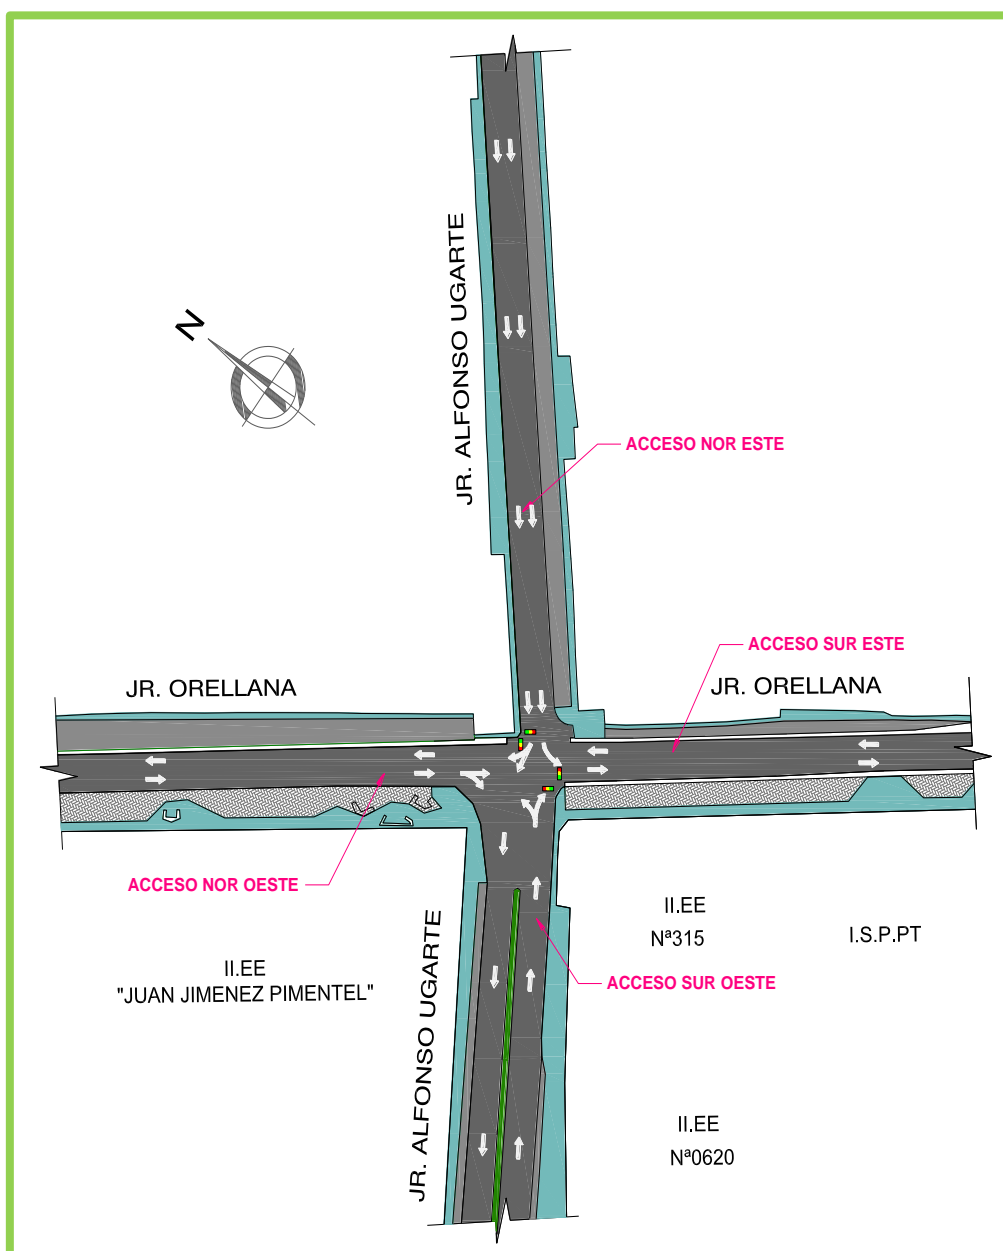 JR. ALFONSO UGARTE
N
ACCESO NOR ESTE
ACCESO SUR ESTE
JR. ORELLANA
JR. ORELLANA
ACCESO NOR OESTE
JR. ALFONSO UGARTE
II.EE
Nª315
I.S.P.PT
II.EE
"JUAN JIMENEZ PIMENTEL"
ACCESO SUR OESTE
II.EE
Nª0620